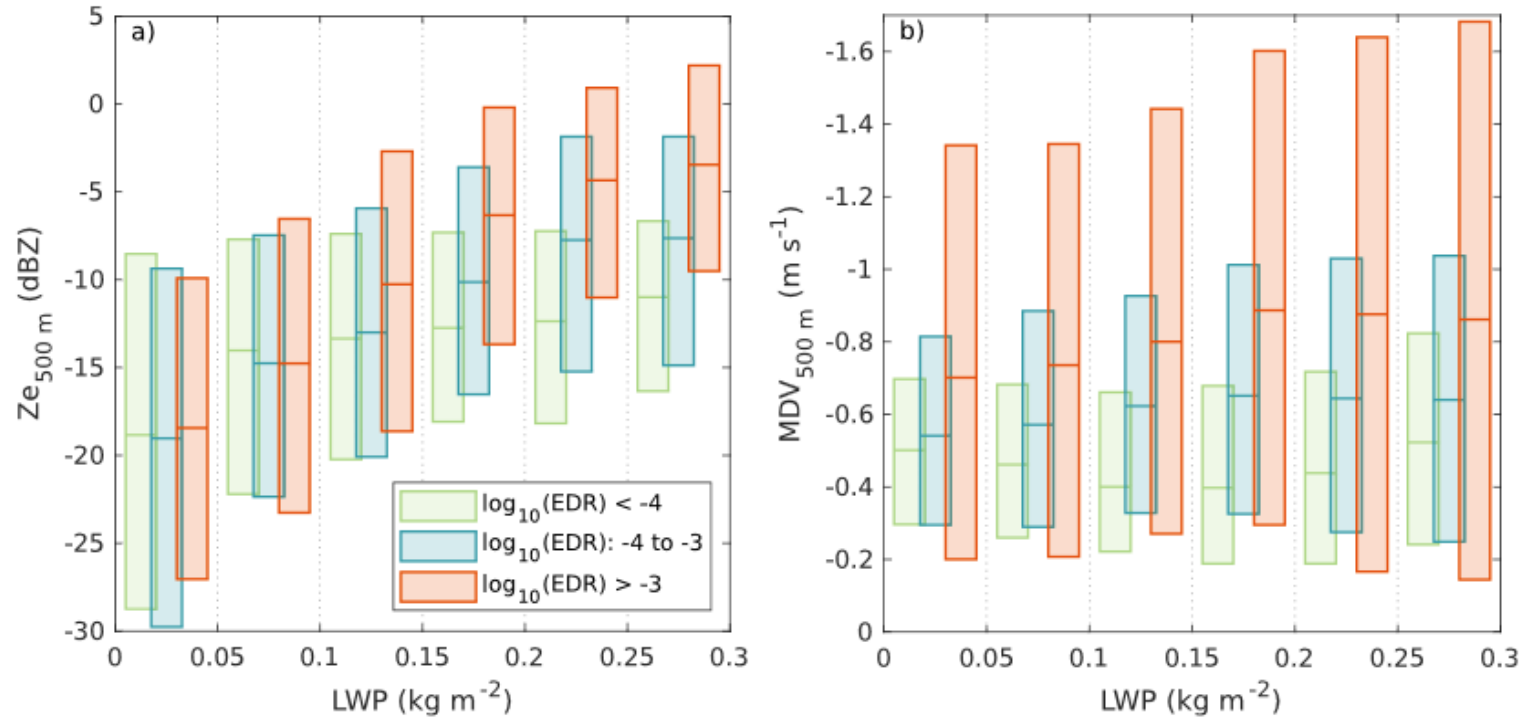 a)
5
0
-5
-10
-15
-20
-25
-30
Ze500 m (dBZ)
log10(EDR) < -4
log10(EDR): -4 to -3
log10(EDR) > -3
0 0.05 0.1 0.15 0.2 0.25 0.3
LWP (kg m-2)
b)
-1.6
-1.4
-1.2
-1
-0.8
-0.6
-0.4
-0.2
0
MDV500 m (m s-1)
0 0.05 0.1 0.15 0.2 0.25 0.3
LWP (kg m-2)